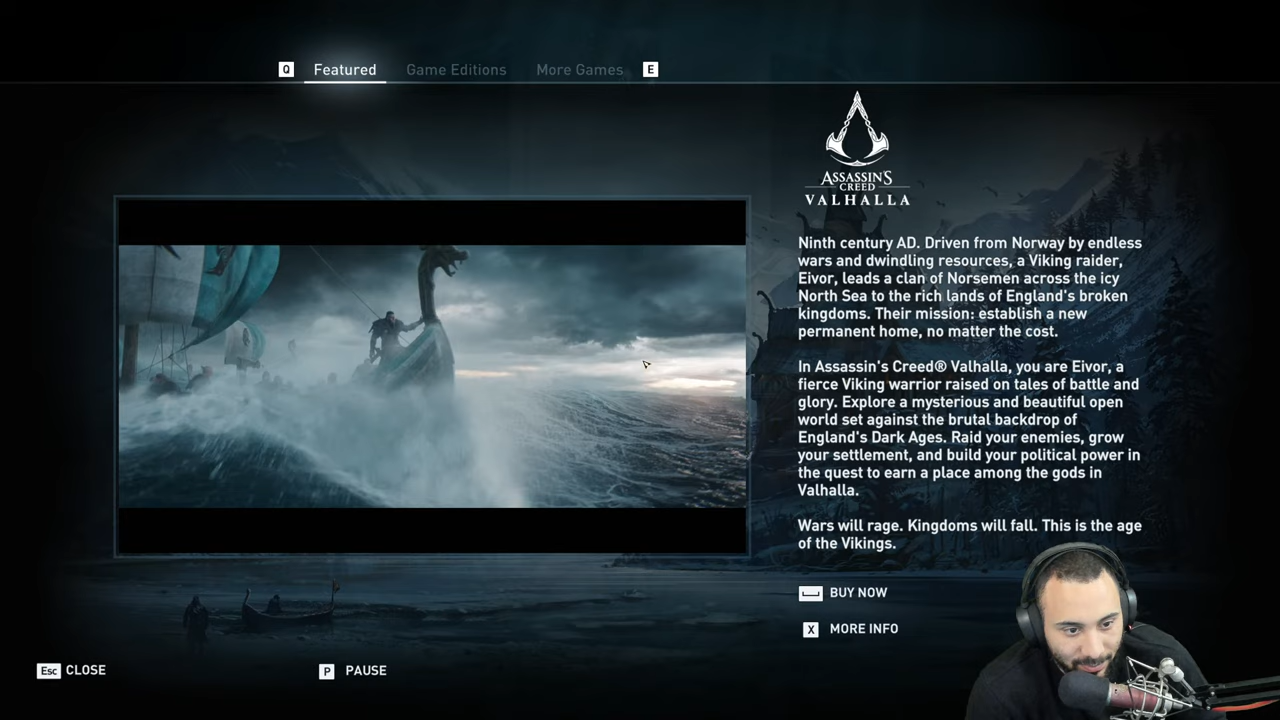 Q Featured Game Editions More Games E
ASSASSIN'S
CREED
VALHALLA
Ninth century AD. Driven from Norway by endless
wars and dwindling resources, a Viking raider,
Eivor, leads a clan of Norsemen across the icy
North Sea to the rich lands of England's broken
kingdoms. Their mission: establish a new
permanent home, no matter the cost.
In Assassin's Creed® Valhalla, you are Eivor, a
fierce Viking warrior raised on tales of battle and
glory. Explore a mysterious and beautiful open
world set against the brutal backdrop of
England's Dark Ages. Raid your enemies, grow
your settlement, and build your political power in
the quest to earn a place among the gods in
Valhalla.
Wars will rage. Kingdoms will fall. This is the age
of the Vikings.
BUY NOW
X MORE INFO
Esc CLOSE P PAUSE